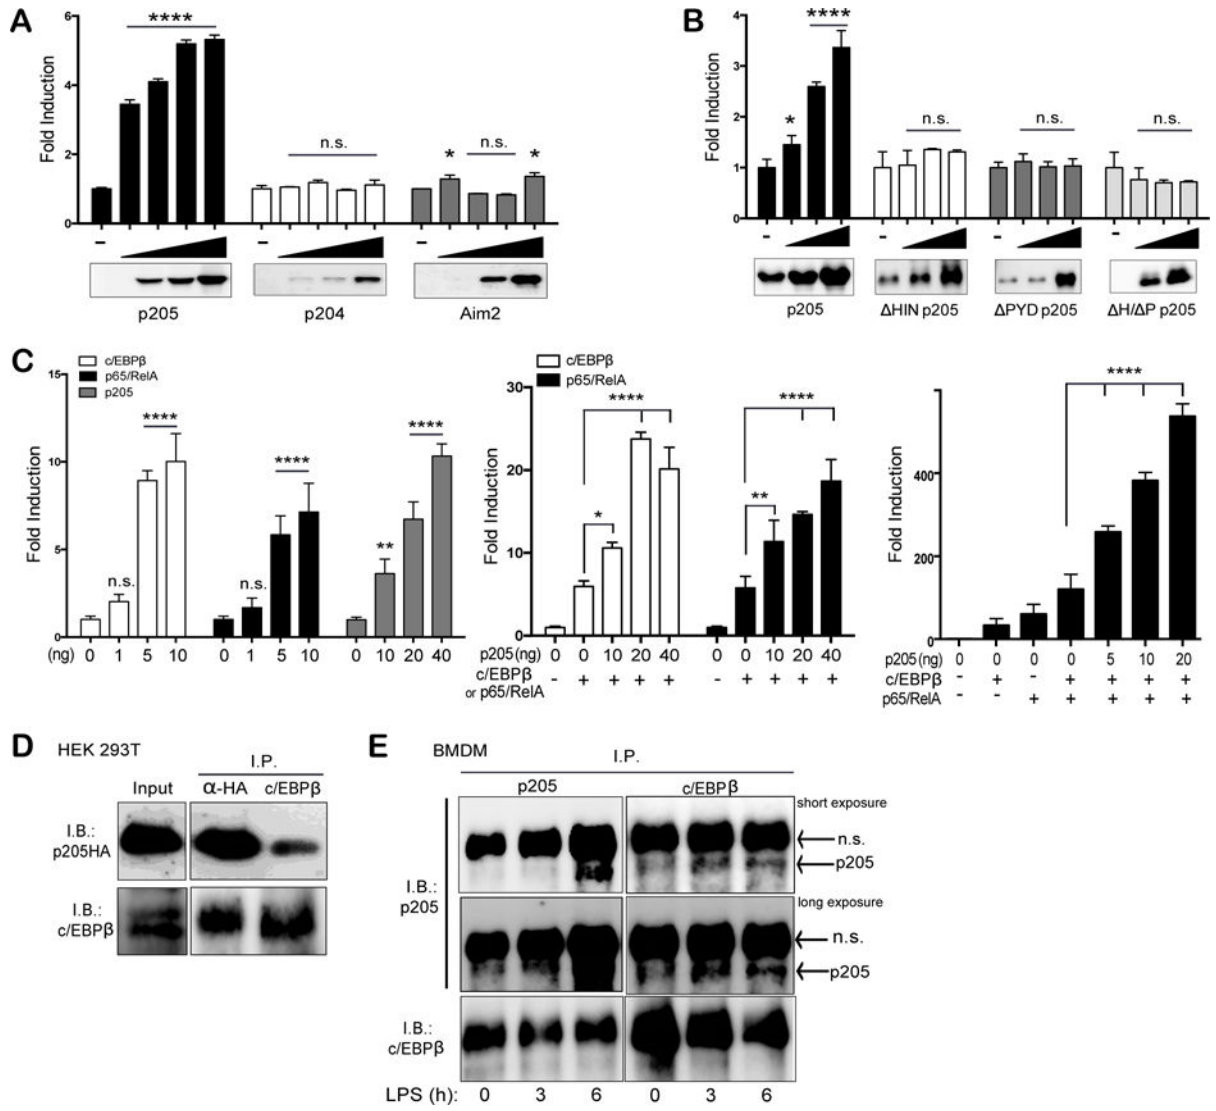 A
Fold Induction
6
4
2
0
****
n.s.
* n.s. *
– – –
p205 p204 Aim2
B
Fold Induction
4
3
2
1
0
* ****
n.s. n.s. n.s.
- - - -
p205 ΔHIN p205 ΔPYD p205 ΔH/ΔP p205
C
c/EBPβ
p65/RelA
p205
Fold Induction
15
10
5
0
n.s. **** n.s. **** ** ****
(ng) 0 1 5 10 0 1 5 10 0 10 20 40
c/EBPβ
p65/RelA
Fold Induction
30
20
10
0
* **** ** ****
p205(ng) 0 0 10 20 40 0 0 10 20 40
c/EBPβ - + + + + - + + + +
or p65/RelA
Fold Induction
400
200
0
****
p205(ng) 0 0 0 0 5 10 20
c/EBPβ - + - + + + +
p65/RelA - - + + + + +
D HEK 293T
I.P.
Input α-HA c/EBPβ
I.B.:
p205HA
I.B.:
c/EBPβ
E BMDM
I.P.
p205 c/EBPβ
short exposure
n.s.
p205
I.B.:
p205
long exposure
n.s.
p205
I.B.:
c/EBPβ
LPS (h): 0 3 6 0 3 6